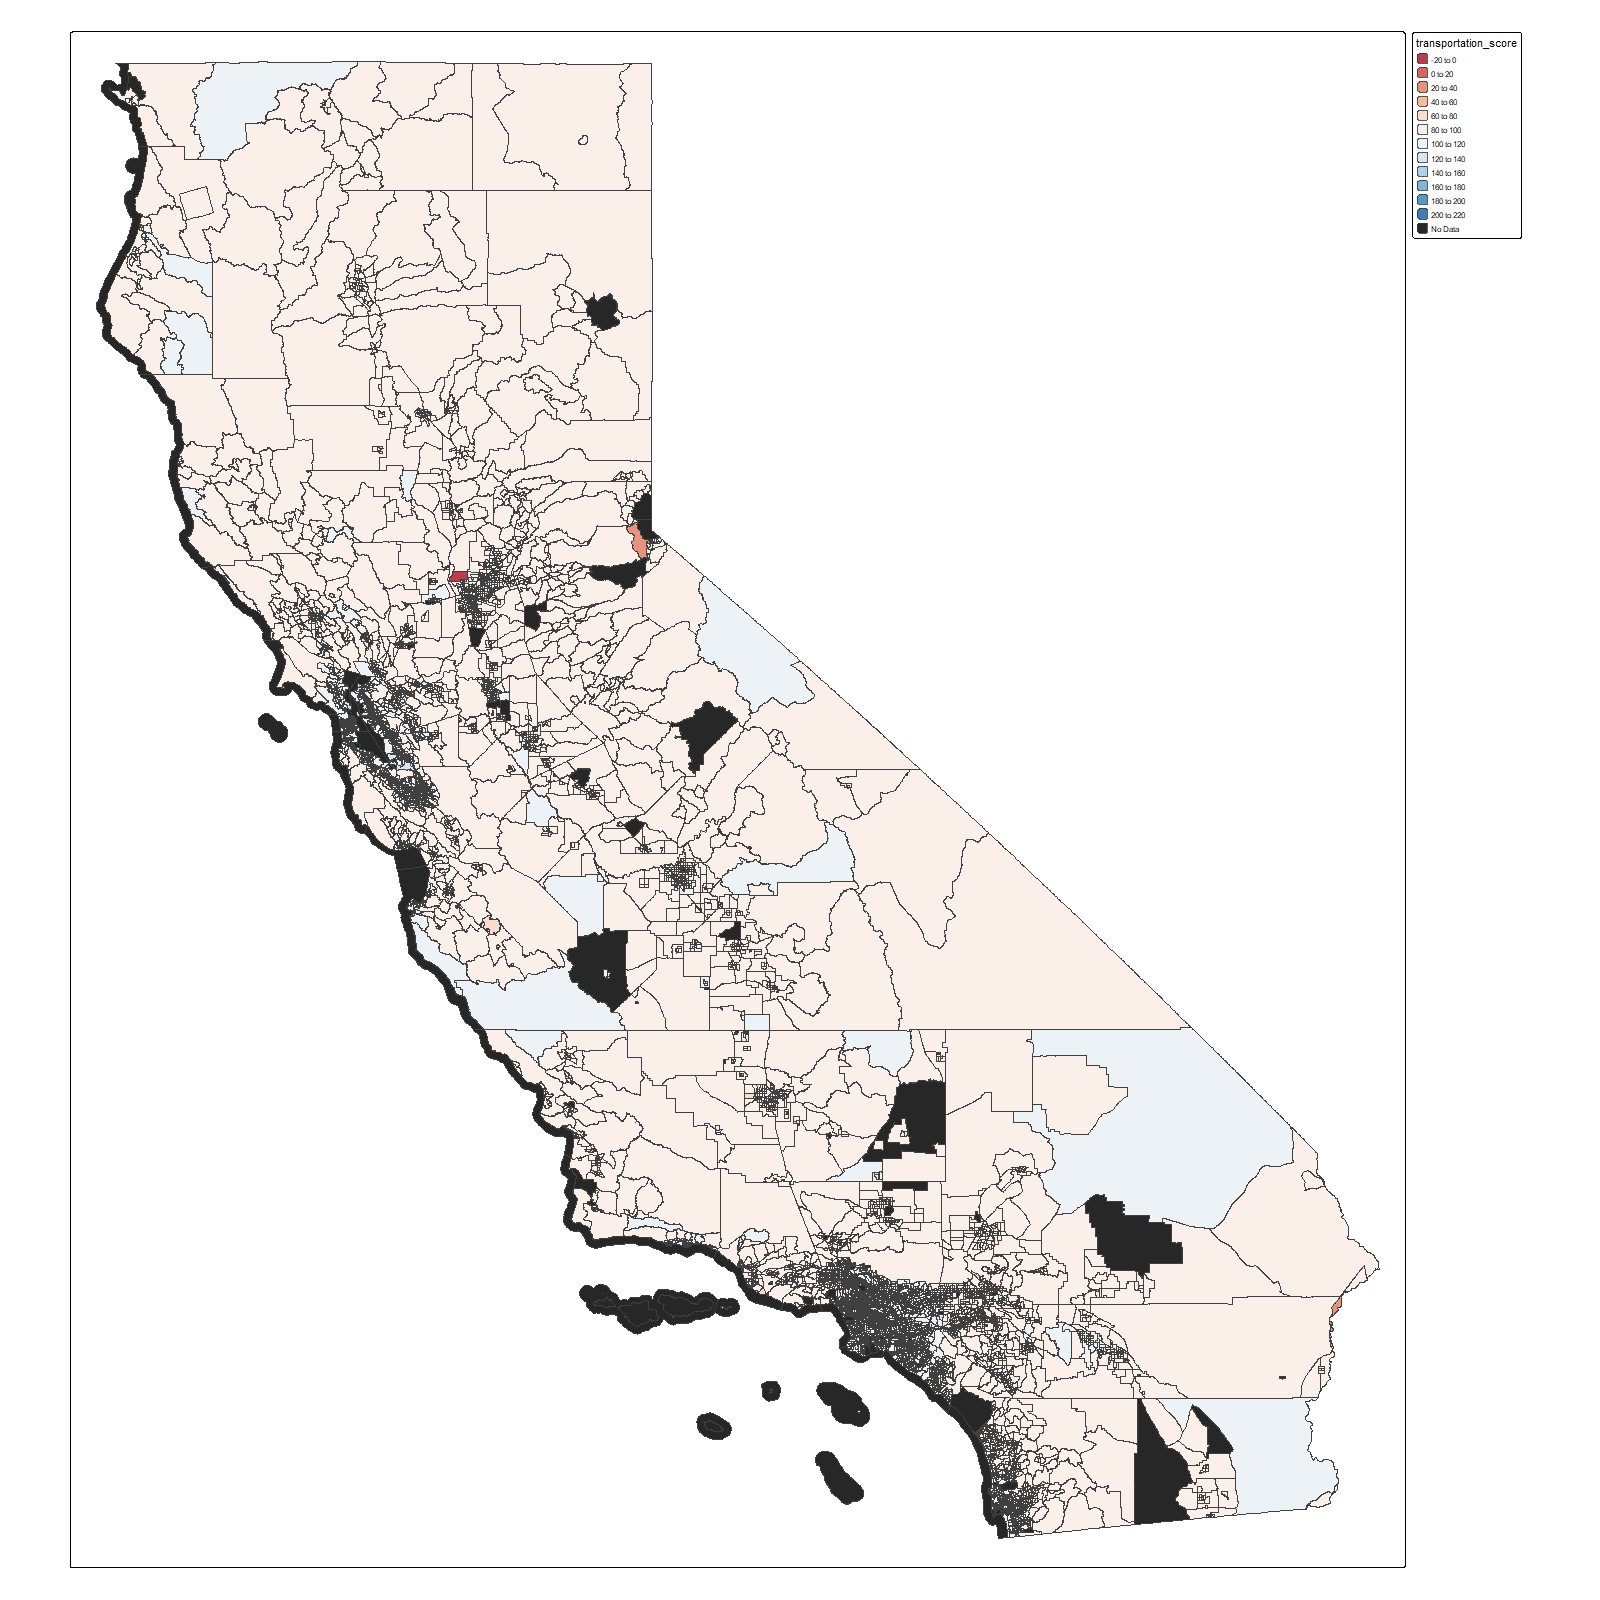 transportation_score
-20 to 0
0 to 20
20 to 40
40 to 60
60 to 80
80 to 100
100 to 120
120 to 140
140 to 160
160 to 180
180 to 200
200 to 220
No Data